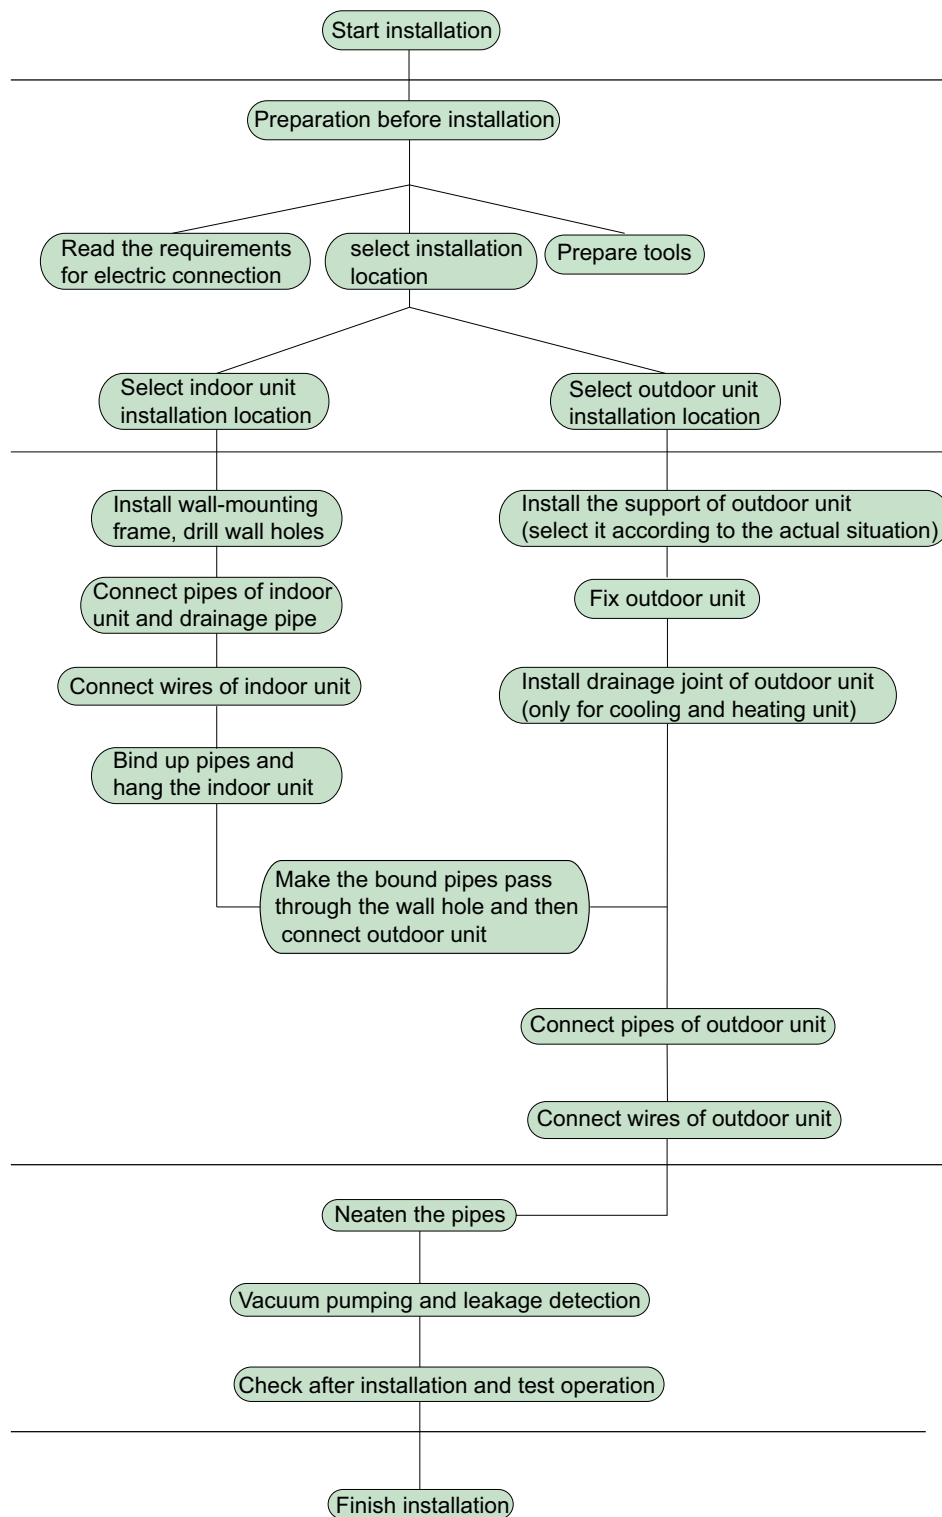 Start installation
Preparation before installation
Read the requirements
for electric connection
select installation
location
Prepare tools
Select indoor unit
installation location
Select outdoor unit
installation location
Install wall-mounting
frame, drill wall holes
Install the support of outdoor unit
(select it according to the actual situation)
Connect pipes of indoor
unit and drainage pipe
Fix outdoor unit
Connect wires of indoor unit
Install drainage joint of outdoor unit
(only for cooling and heating unit)
Bind up pipes and
hang the indoor unit
Make the bound pipes pass
through the wall hole and then
connect outdoor unit
Connect pipes of outdoor unit
Connect wires of outdoor unit
Neaten the pipes
Vacuum pumping and leakage detection
Check after installation and test operation
Finish installation